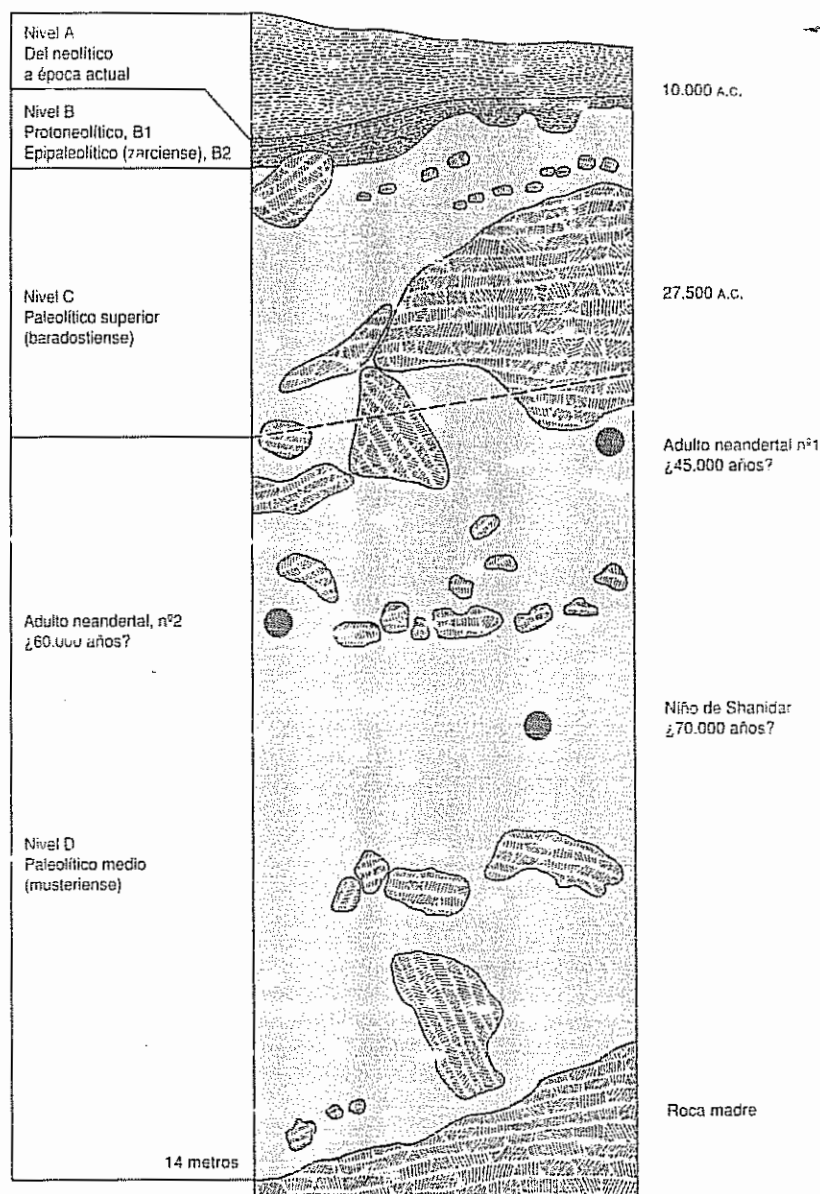 Nivel A
Del neolítico
a época actual
10.000 A.C.
Nivel B
Protoneolítico, B1
Epipaleolítico (zarciense), B2
Nivel C
Paleolítico superior
(baradostiense)
27.500 A.C.
Adulto neandertal nº1
¿45.000 años?
Adulto neandertal, nº2
¿60.000 años?
Niño de Shanidar
¿70.000 años?
Nivel D
Paleolítico medio
(musteriense)
Roca madre
14 metros